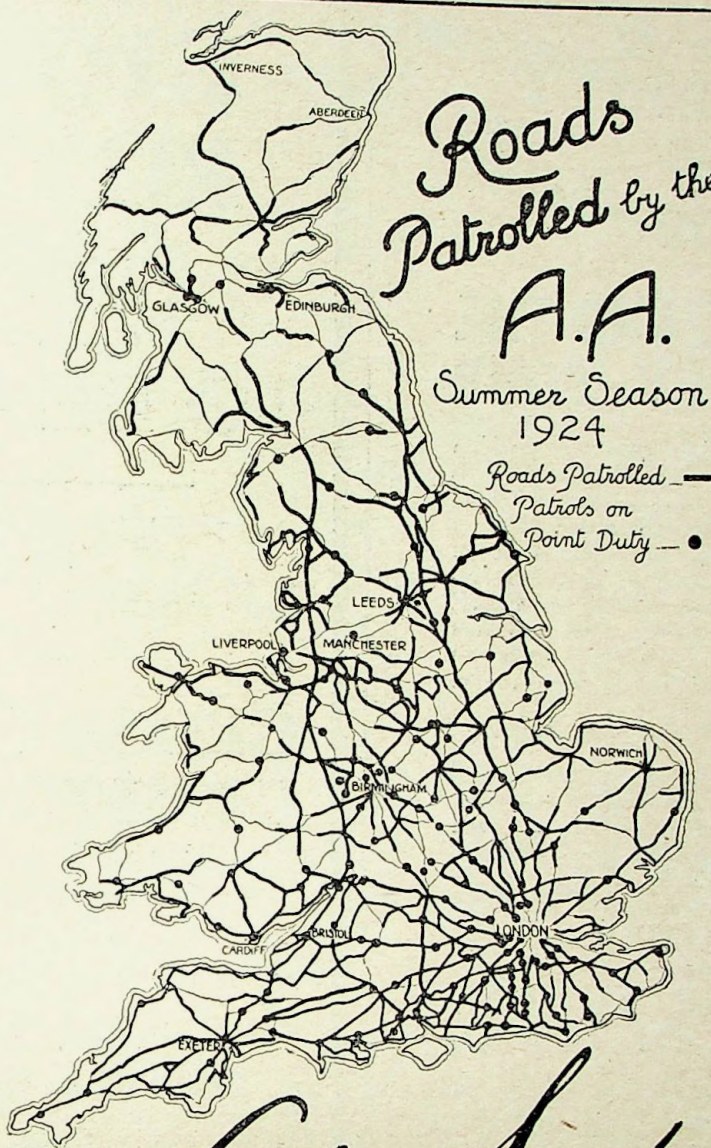 Roads
Patrolled by the
A.A.
Summer Season
1924
Roads Patrolled
Patrols on
Point Duty
INVERNESS
ABERDEEN
GLASGOW
EDINBURGH
LEEDS
LIVERPOOL
MANCHESTER
NORWICH
BIRMINGHAM
LONDON
BRISTOL
CARDIFF
EXETER